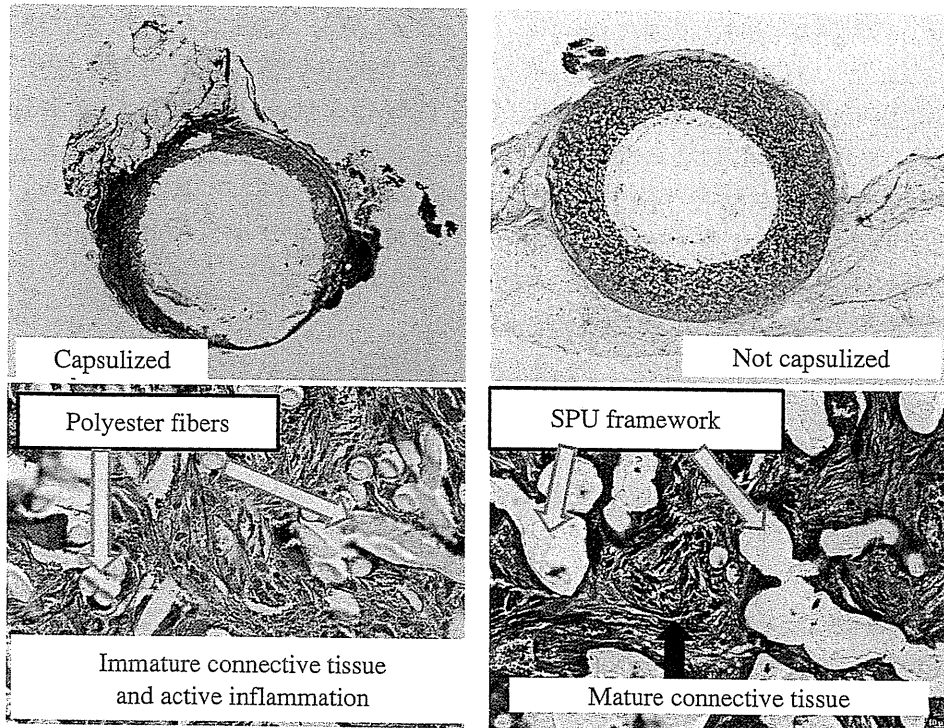 Capsulized
Not capsulized
Polyester fibers
SPU framework
Immature connective tissue
and active inflammation
Mature connective tissue